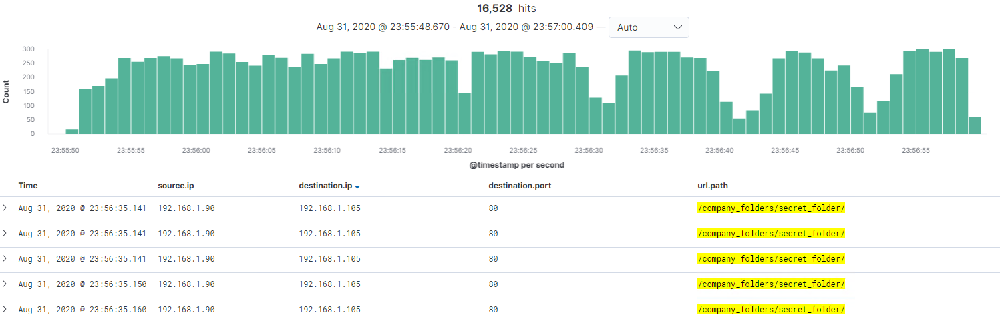 16,528 hits
Aug 31, 2020 @ 23:55:48.670 - Aug 31, 2020 @ 23:57:00.409 — Auto
300
250
200
150
100
50
0
Count
23:55:50 23:55:55 23:56:00 23:56:05 23:56:10 23:56:15 23:56:20 23:56:25 23:56:30 23:56:35 23:56:40 23:56:45 23:56:50 23:56:55
@timestamp per second
Time source.ip destination.ip destination.port url.path
Aug 31, 2020 @ 23:56:35.141 192.168.1.90 192.168.1.105 80 /company_folders/secret_folder/
Aug 31, 2020 @ 23:56:35.141 192.168.1.90 192.168.1.105 80 /company_folders/secret_folder/
Aug 31, 2020 @ 23:56:35.141 192.168.1.90 192.168.1.105 80 /company_folders/secret_folder/
Aug 31, 2020 @ 23:56:35.150 192.168.1.90 192.168.1.105 80 /company_folders/secret_folder/
Aug 31, 2020 @ 23:56:35.160 192.168.1.90 192.168.1.105 80 /company_folders/secret_folder/